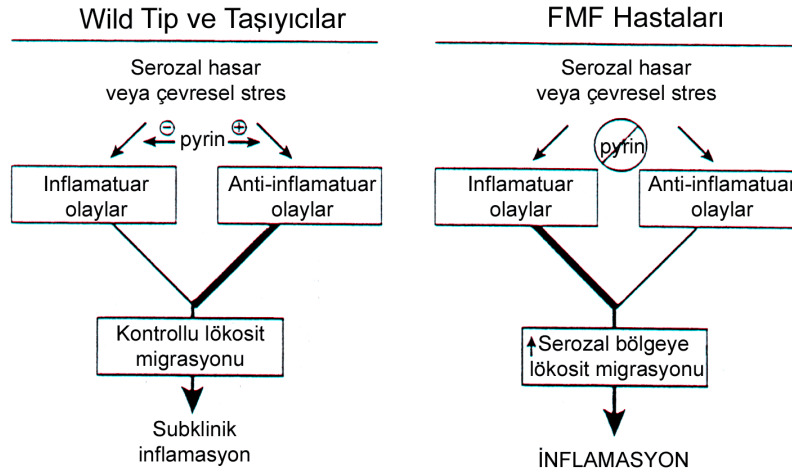 Wild Tip ve Taşıyıcılar
Serozal hasar
veya çevresel stres
⊖ ⊕
pyrin
Inflamatuar
olaylar
Anti-inflamatuar
olaylar
Kontrollu lökosit
migrasyonu
Subklinik
inflamasyon
FMF Hastaları
Serozal hasar
veya çevresel stres
pyrin
Inflamatuar
olaylar
Anti-inflamatuar
olaylar
↑Serozal bölgeye
lökosit migrasyonu
İNFLAMASYON